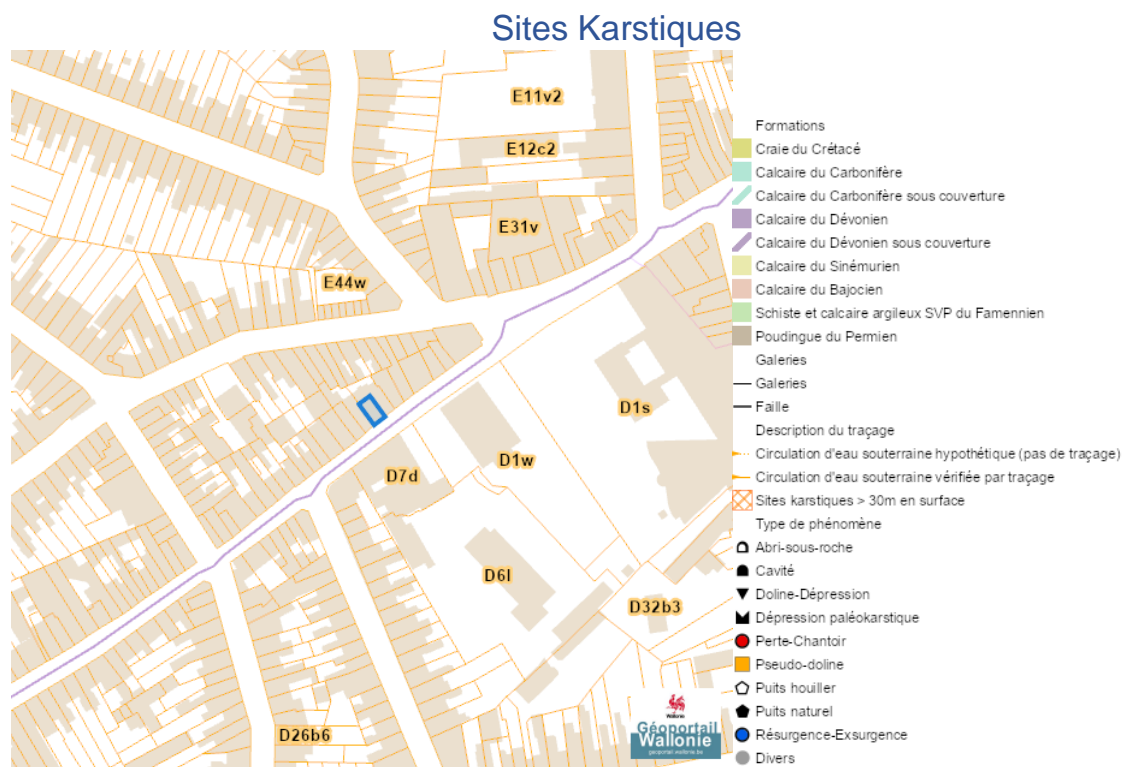 Sites Karstiques
E11v2
E12c2
E31v
E44w
D1s
D1w
D7d
D6l
D32b3
D26b6
Wallonie
Géoportail
Wallonie
geoportail.wallonie.be
Formations
Craie du Crétacé
Calcaire du Carbonifère
Calcaire du Carbonifère sous couverture
Calcaire du Dévonien
Calcaire du Dévonien sous couverture
Calcaire du Sinémurien
Calcaire du Bajocien
Schiste et calcaire argileux SVP du Famennien
Poudingue du Permien
Galeries
Galeries
Faille
Description du traçage
Circulation d'eau souterraine hypothétique (pas de traçage)
Circulation d'eau souterraine vérifiée par traçage
Sites karstiques > 30m en surface
Type de phénomène
Abri-sous-roche
Cavité
Doline-Dépression
Dépression paléokarstique
Perte-Chantoir
Pseudo-doline
Puits houiller
Puits naturel
Résurgence-Exsurgence
Divers